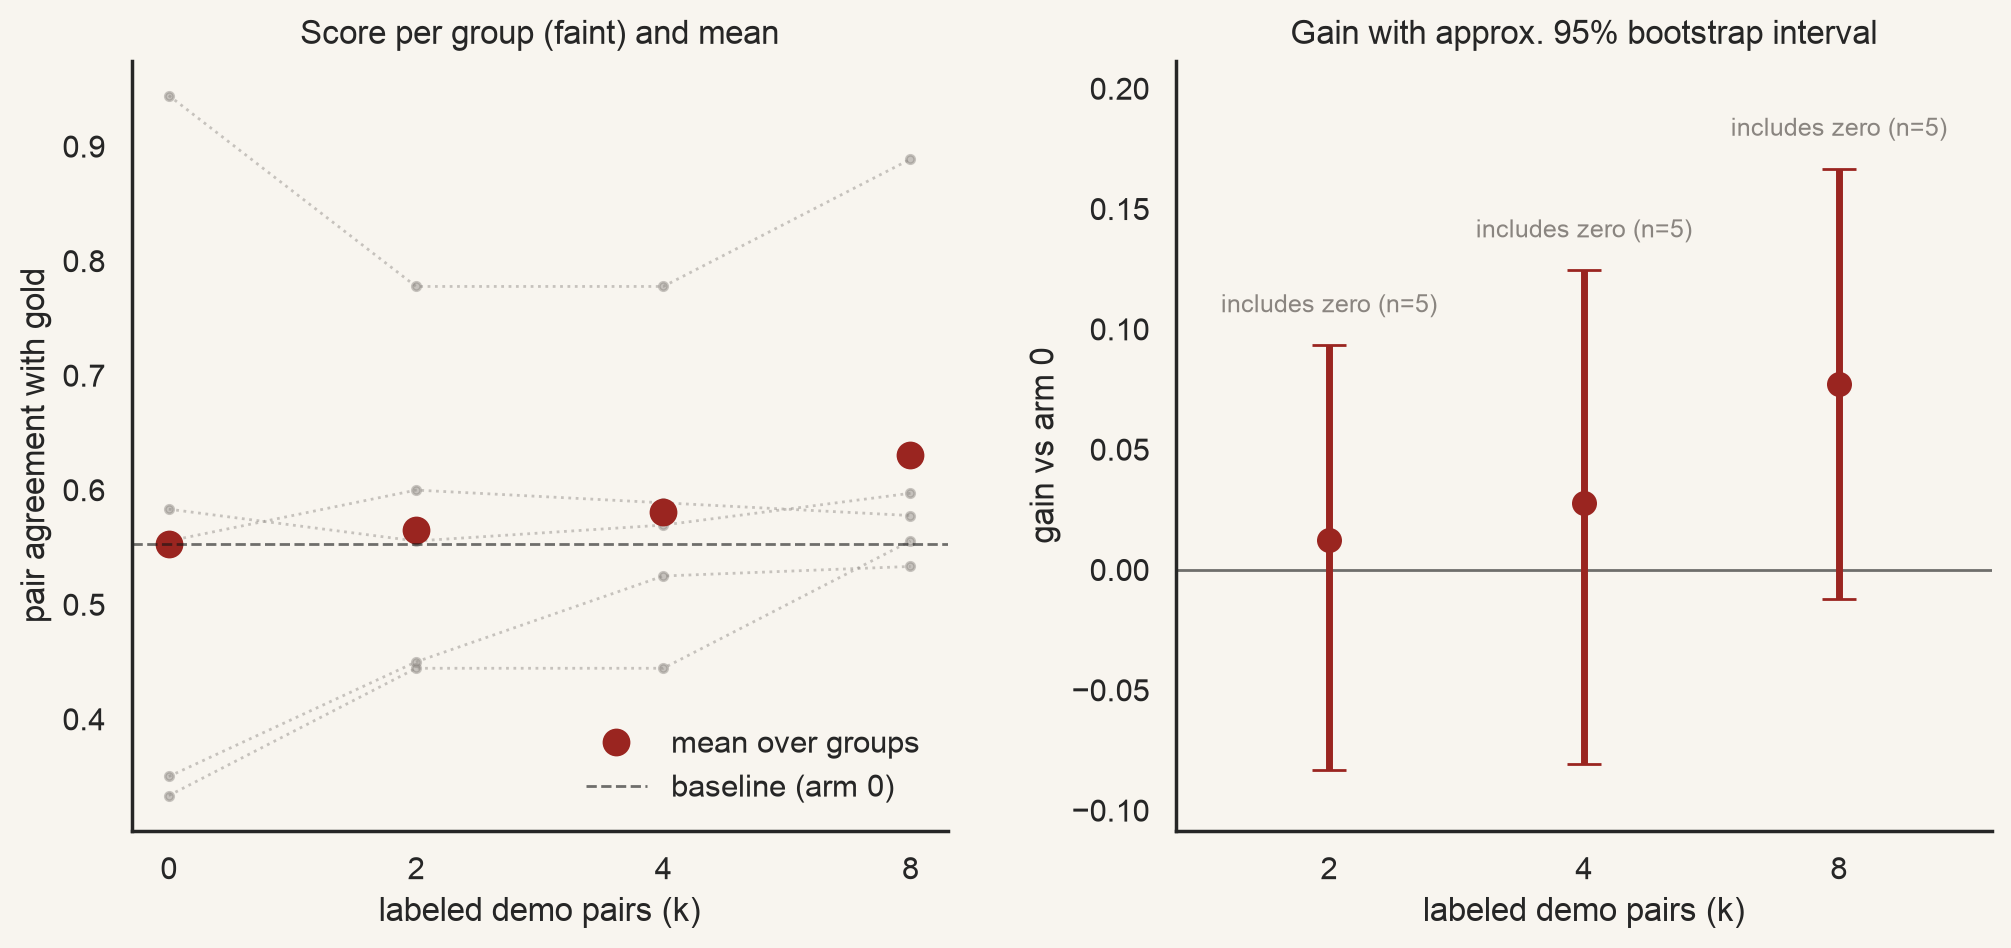 Score per group (faint) and mean
pair agreement with gold
0.9
0.8
0.7
0.6
0.5
0.4
mean over groups
baseline (arm 0)
0
2
4
8
labeled demo pairs (k)
Gain with approx. 95% bootstrap interval
gain vs arm 0
0.20
0.15
0.10
0.05
0.00
−0.05
−0.10
includes zero (n=5)
includes zero (n=5)
includes zero (n=5)
2
4
8
labeled demo pairs (k)